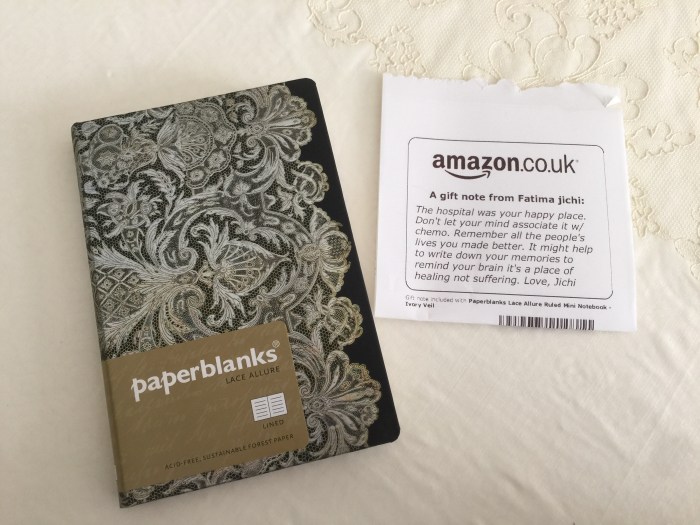 paperblanks®
LACE ALLURE
LINED
ACID-FREE, SUSTAINABLE FOREST PAPER
amazon.co.uk®
A gift note from Fatima jichi:
The hospital was your happy place.
Don't let your mind associate it w/
chemo. Remember all the people's
lives you made better. It might help
to write down your memories to
remind your brain it's a place of
healing not suffering. Love, Jichi
Gift note included with Paperblanks Lace Allure Ruled Mini Notebook -
Ivory Veil